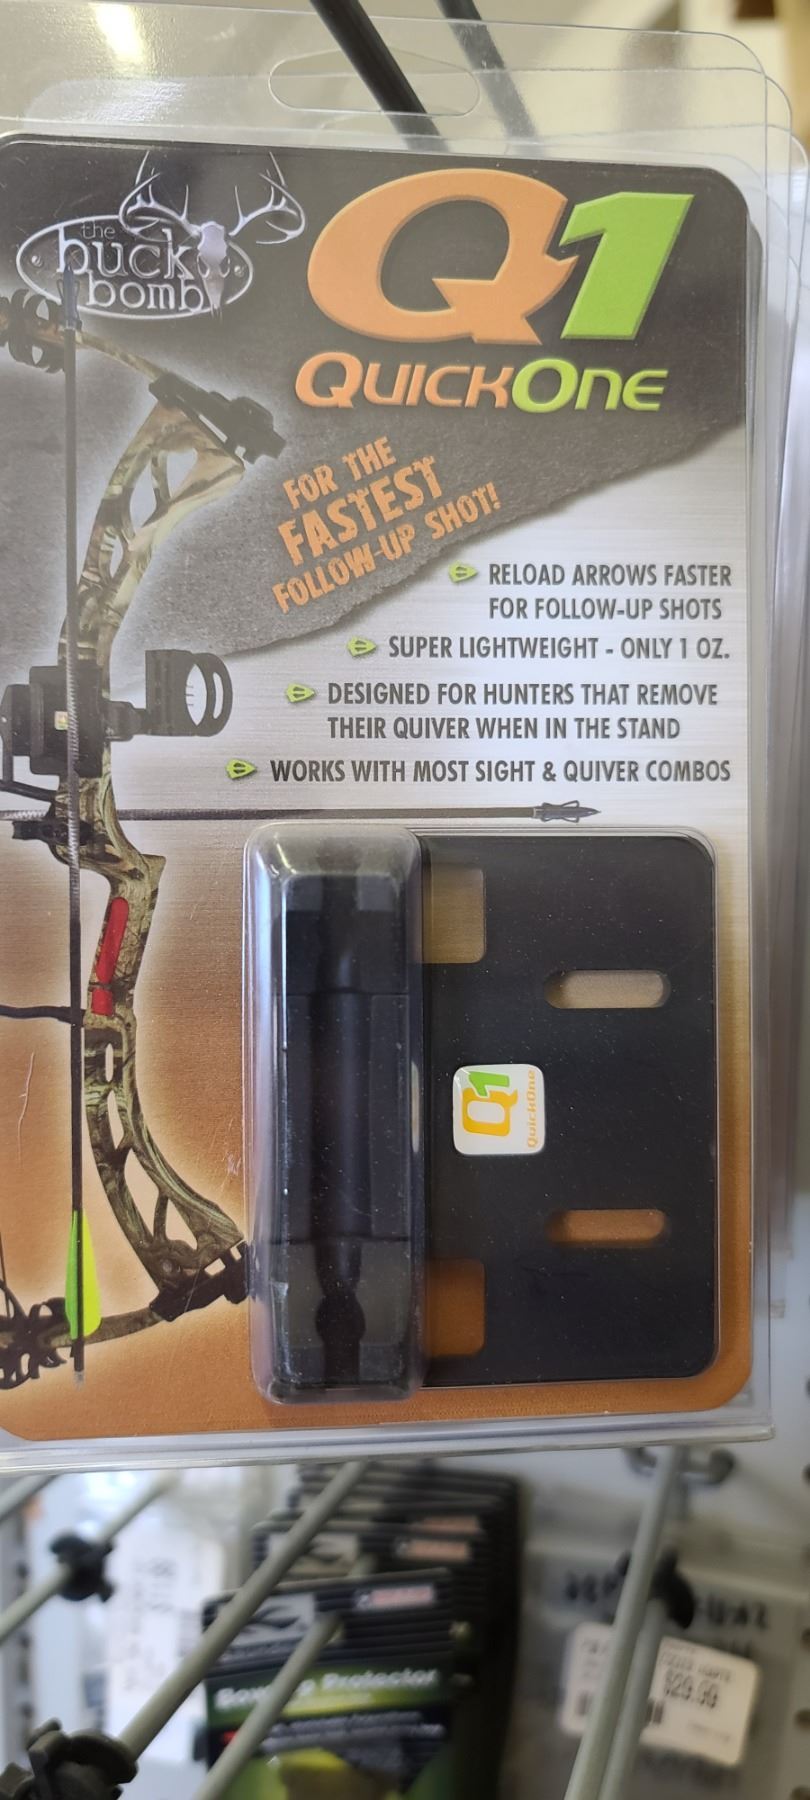 the
buck
bomb
Q1
QUICKONE
FOR THE
FASTEST
FOLLOW-UP SHOT!
RELOAD ARROWS FASTER
FOR FOLLOW-UP SHOTS
SUPER LIGHTWEIGHT - ONLY 1 OZ.
DESIGNED FOR HUNTERS THAT REMOVE
THEIR QUIVER WHEN IN THE STAND
WORKS WITH MOST SIGHT & QUIVER COMBOS
Q1
QuickOne
Protector
$29.99